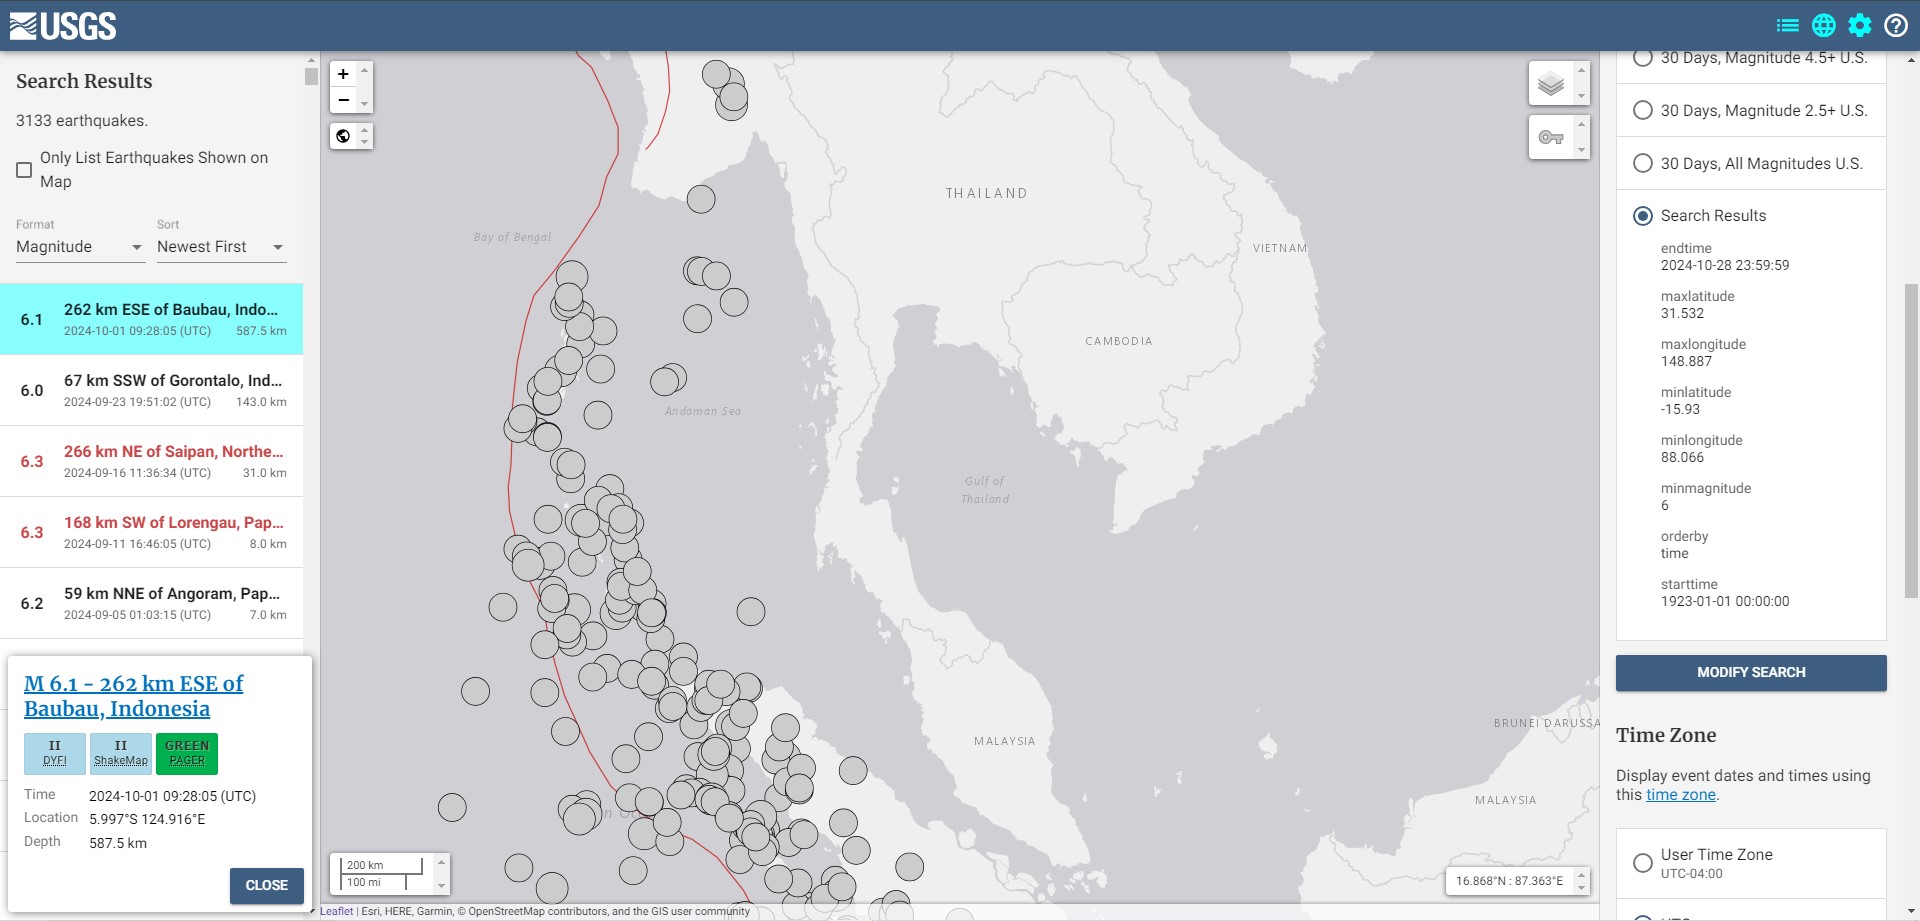 USGS
Search Results
3133 earthquakes.
Only List Earthquakes Shown on
Map
Format
Magnitude
Sort
Newest First
6.1
262 km ESE of Baubau, Indo...
2024-10-01 09:28:05 (UTC)
587.5 km
6.0
67 km SSW of Gorontalo, Ind...
2024-09-23 19:51:02 (UTC)
143.0 km
6.3
266 km NE of Saipan, Northe...
2024-09-16 11:36:34 (UTC)
31.0 km
6.3
168 km SW of Lorengau, Pap...
2024-09-11 16:46:05 (UTC)
8.0 km
6.2
59 km NNE of Angoram, Pap...
2024-09-05 01:03:15 (UTC)
7.0 km
M 6.1 - 262 km ESE of
Baubau, Indonesia
II
DYFI
II
ShakeMap
GREEN
PAGER
Time
2024-10-01 09:28:05 (UTC)
Location
5.997°S 124.916°E
Depth
587.5 km
CLOSE
+
−
Bay of Bengal
THAILAND
VIETNAM
CAMBODIA
Andaman Sea
Gulf of
Thailand
MALAYSIA
BRUNEI DARUSSA
MALAYSIA
n Oc
200 km
100 mi
16.868°N : 87.363°E
Leaflet | Esri, HERE, Garmin, © OpenStreetMap contributors, and the GIS user community
30 Days, Magnitude 4.5+ U.S.
30 Days, Magnitude 2.5+ U.S.
30 Days, All Magnitudes U.S.
Search Results
endtime
2024-10-28 23:59:59
maxlatitude
31.532
maxlongitude
148.887
minlatitude
-15.93
minlongitude
88.066
minmagnitude
6
orderby
time
starttime
1923-01-01 00:00:00
MODIFY SEARCH
Time Zone
Display event dates and times using
this time zone.
User Time Zone
UTC-04:00